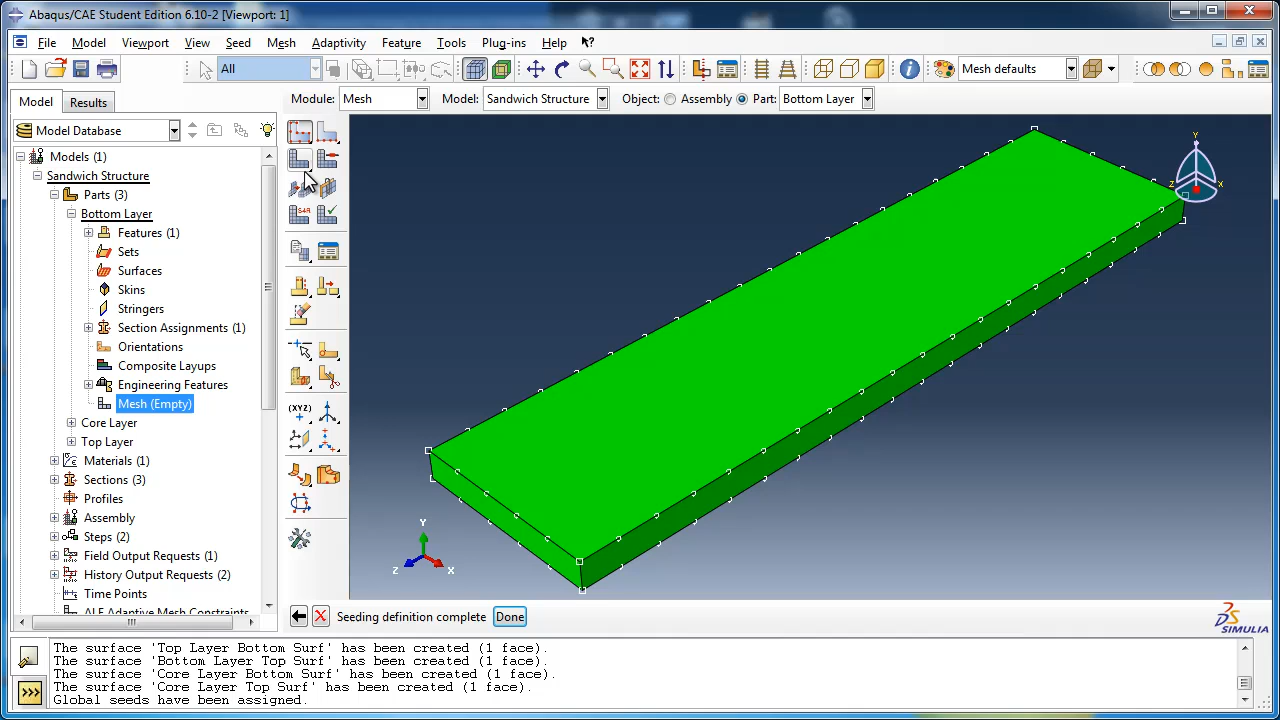 Abaqus/CAE Student Edition 6.10-2 [Viewport: 1]
File Model Viewport View Seed Mesh Adaptivity Feature Tools Plug-ins Help
All Mesh defaults
Model Results Module: Mesh Model: Sandwich Structure Object: Assembly Part: Bottom Layer
Model Database
Models (1)
Sandwich Structure
Parts (3)
Bottom Layer
Features (1)
Sets
Surfaces
Skins
Stringers
Section Assignments (1)
Orientations
Composite Layups
Engineering Features
Mesh (Empty)
Core Layer
Top Layer
Materials (1)
Sections (3)
Profiles
Assembly
Steps (2)
Field Output Requests (1)
History Output Requests (2)
Time Points
ALE Adaptive Mesh Constraints
S4R
(XYZ)
Y
Z X
Y
Z X
Seeding definition complete Done
SIMULIA
The surface 'Top Layer Bottom Surf' has been created (1 face).
The surface 'Bottom Layer Top Surf' has been created (1 face).
The surface 'Core Layer Bottom Surf' has been created (1 face).
The surface 'Core Layer Top Surf' has been created (1 face).
Global seeds have been assigned.
>>>